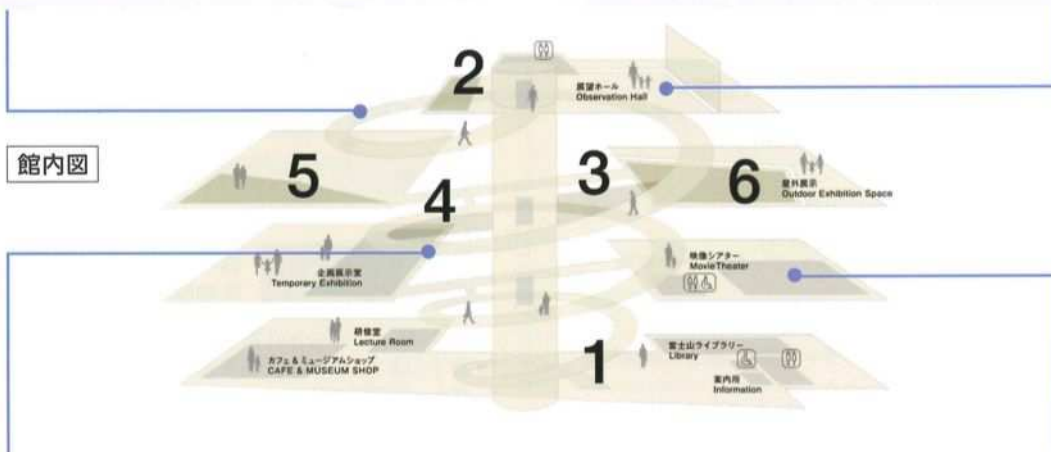 館内図
2
展望ホール
Observation Hall
5
3
6
屋外展示
Outdoor Exhibition Space
4
企画展示室
Temporary Exhibition
映像シアター
MovieTheater
研修室
Lecture Room
カフェ & ミュージアムショップ
CAFE & MUSEUM SHOP
1
富士山ライブラリー
Library
案内所
Information